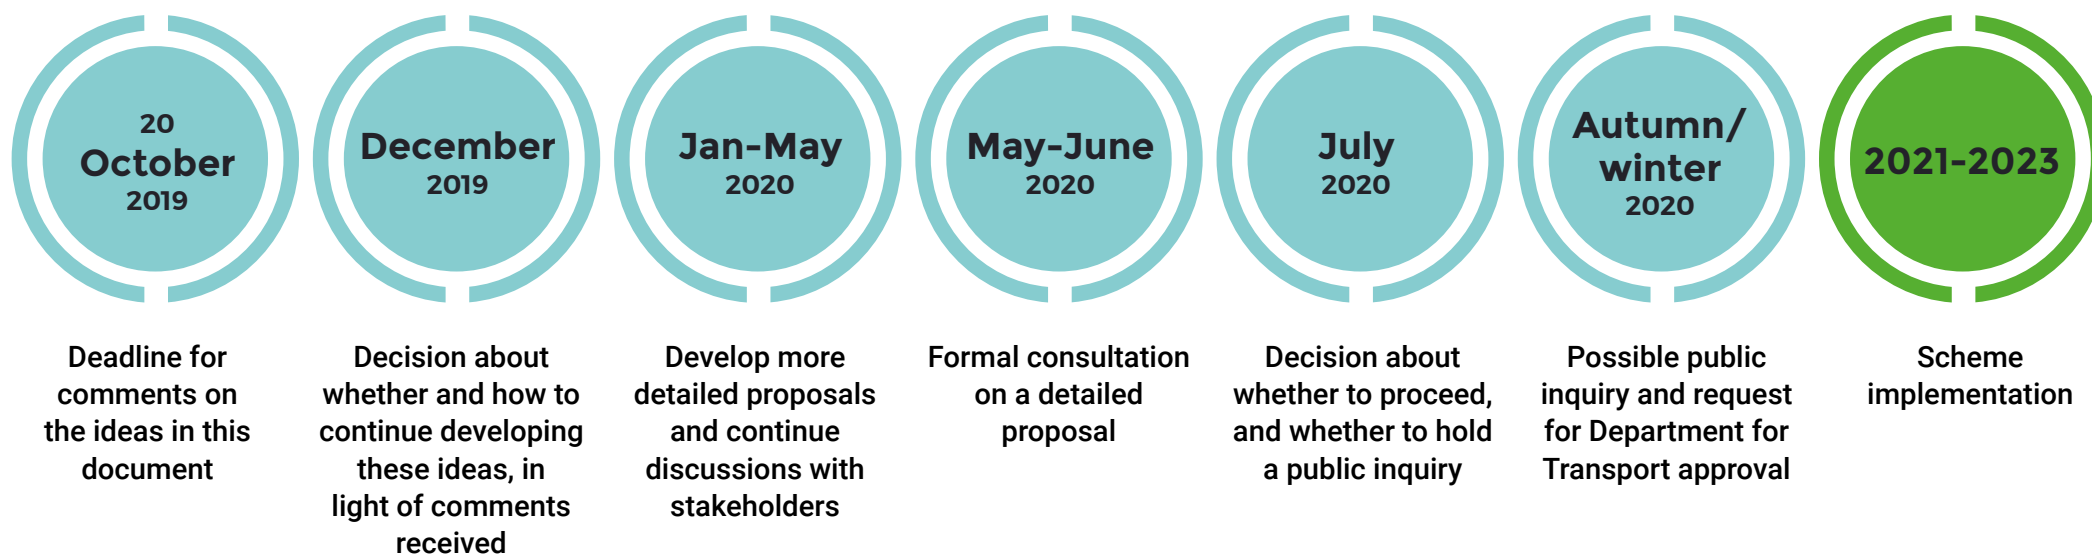 20
October
2019
Deadline for
comments on
the ideas in this
document
December
2019
Decision about
whether and how to
continue developing
these ideas, in
light of comments
received
Jan-May
2020
Develop more
detailed proposals
and continue
discussions with
stakeholders
May-June
2020
Formal consultation
on a detailed
proposal
July
2020
Decision about
whether to proceed,
and whether to hold
a public inquiry
Autumn/
winter
2020
Possible public
inquiry and request
for Department for
Transport approval
2021-2023
Scheme
implementation